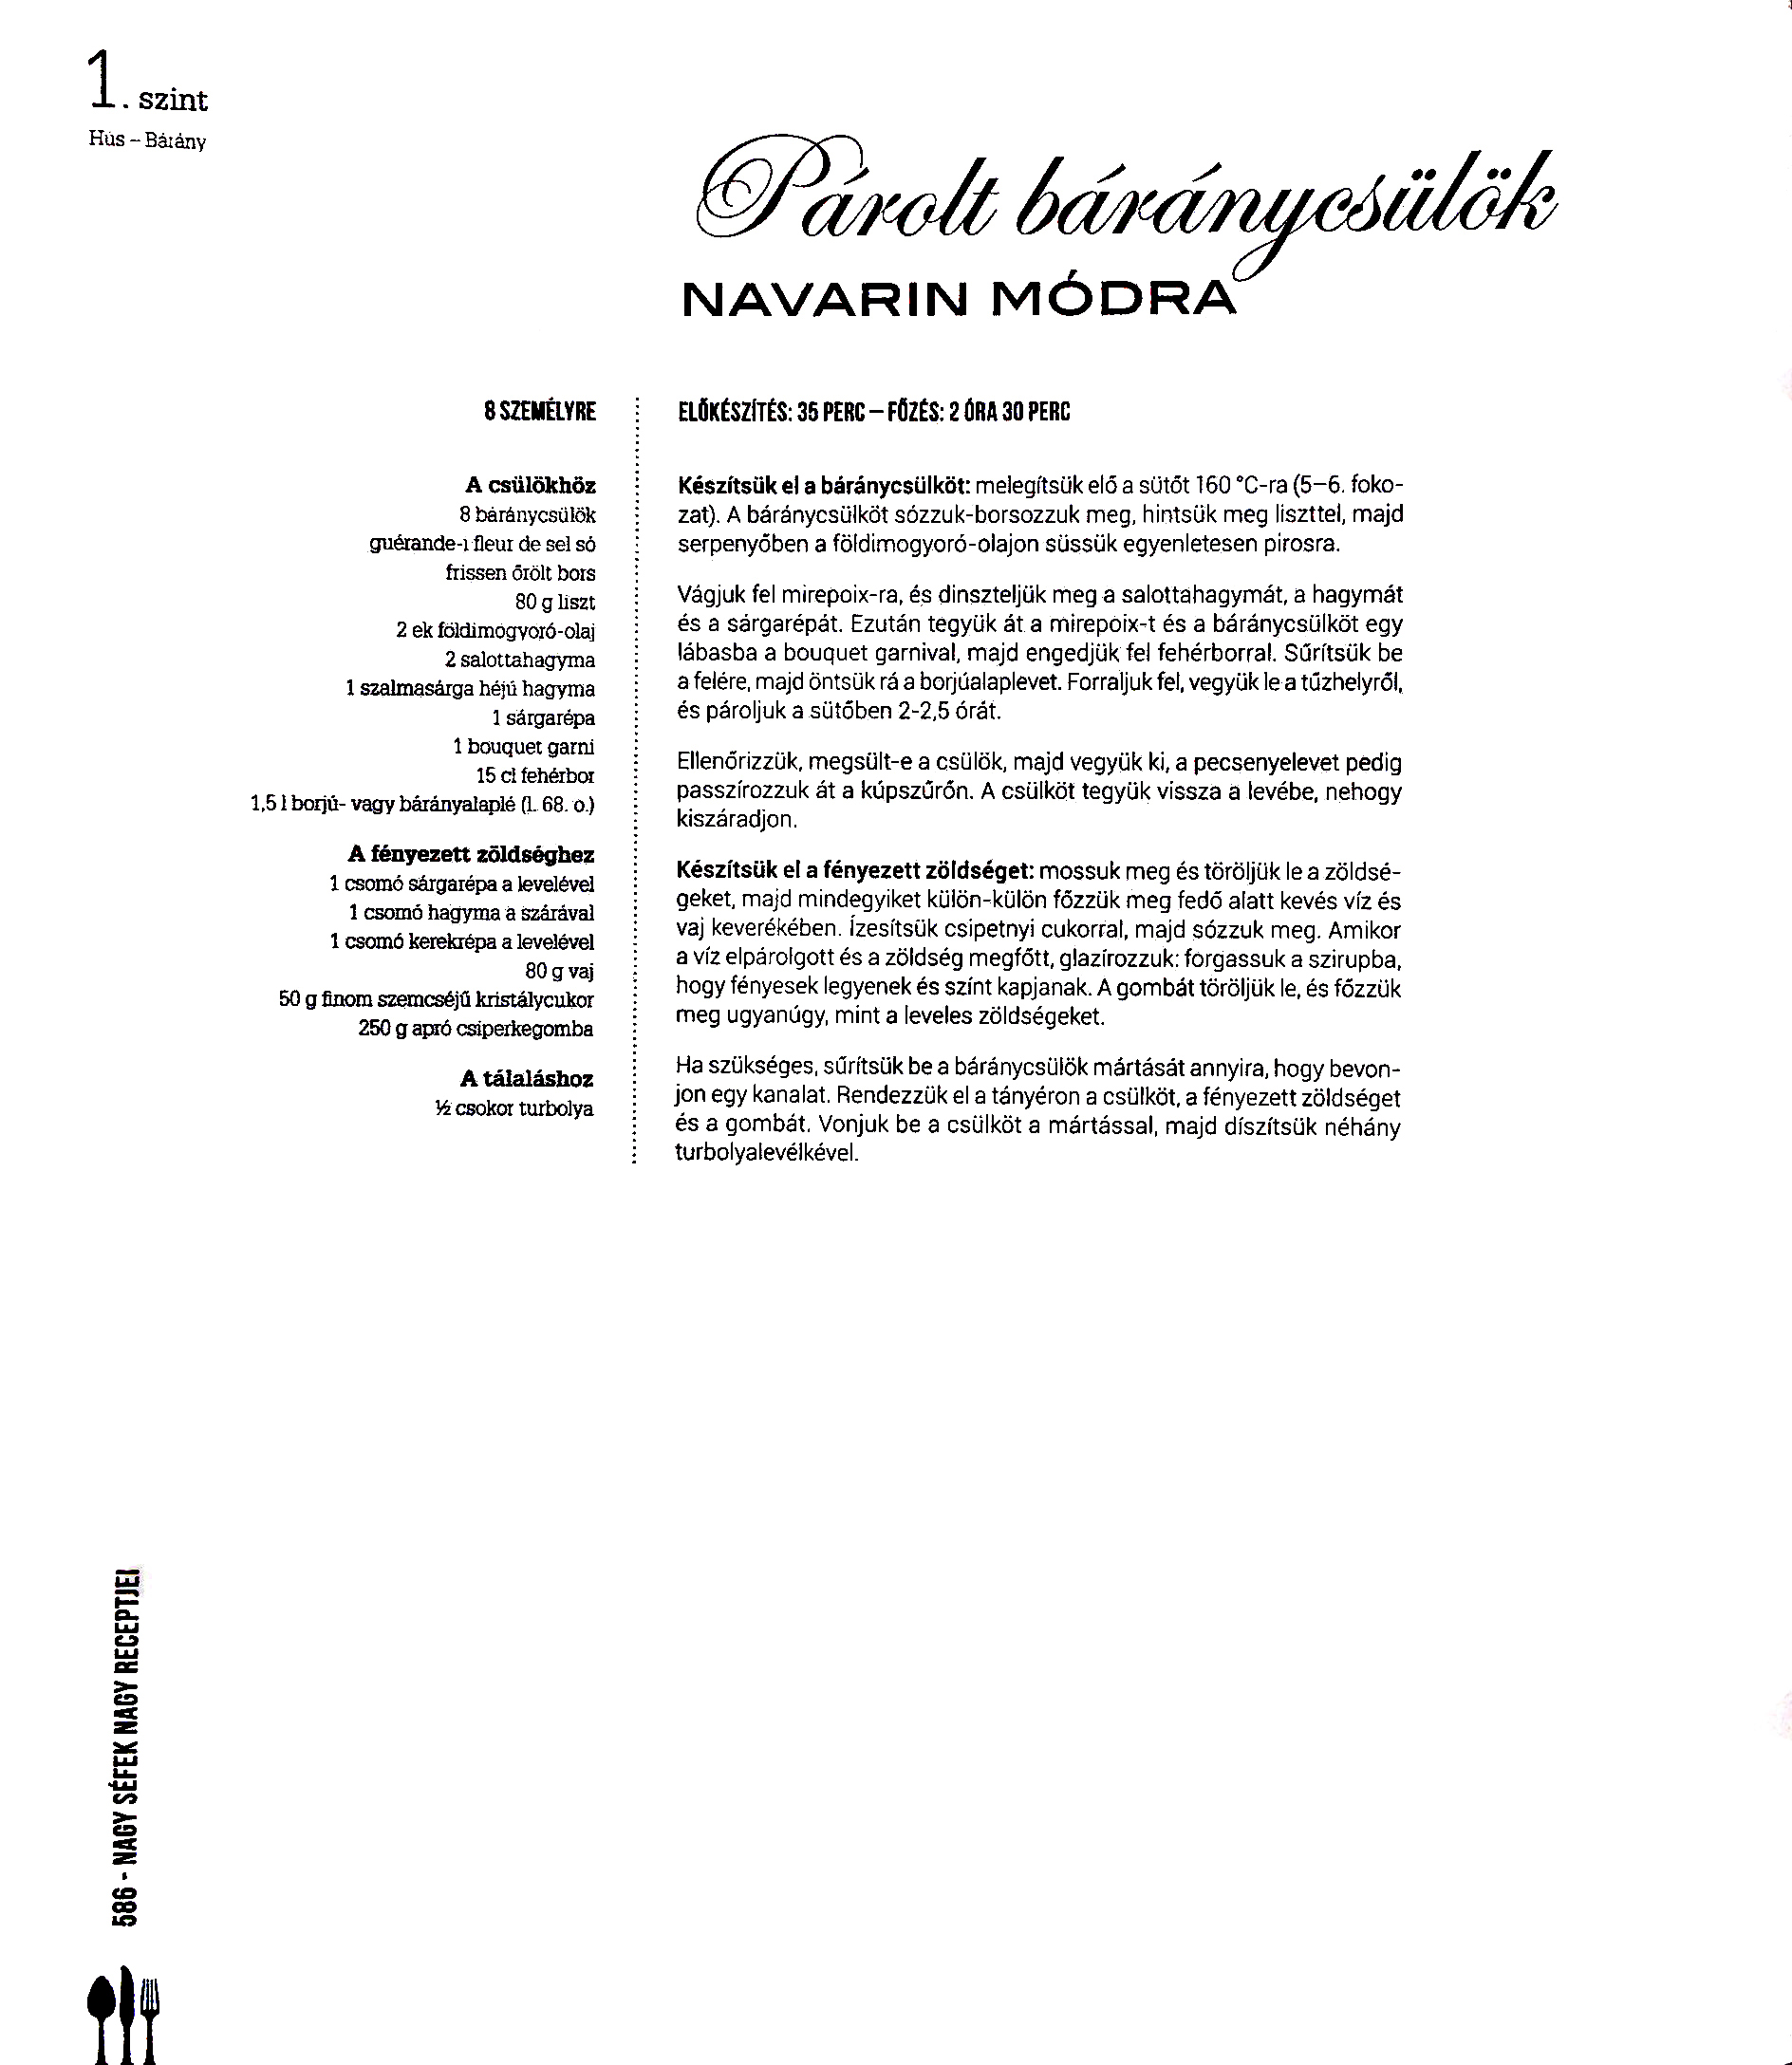 1. szint
Hús – Bárány
Párolt báránycsülök
NAVARIN MÓDRA
8 SZEMÉLYRE
A csülökhöz
8 báránycsülök
guérande-i fleur de sel só
frissen őrölt bors
80 g liszt
2 ek földimogyoró-olaj
2 salottahagyma
1 szalmasárga héjú hagyma
1 sárgarépa
1 bouquet garni
15 cl fehérbor
1,5 l borjú- vagy bárányalaplé (l. 68. o.)
A fényezett zöldséghez
1 csomó sárgarépa a levelével
1 csomó hagyma a szárával
1 csomó kerekrépa a levelével
80 g vaj
50 g finom szemcséjű kristálycukor
250 g apró csiperkegomba
A tálaláshoz
½ csokor turbolya
ELŐKÉSZÍTÉS: 35 PERC – FŐZÉS: 2 ÓRA 30 PERC
Készítsük el a báránycsülköt: melegítsük elő a sütőt 160 °C-ra (5–6. foko-
zat). A báránycsülköt sózzuk-borsozzuk meg, hintsük meg liszttel, majd
serpenyőben a földimogyoró-olajon süssük egyenletesen pirosra.
Vágjuk fel mirepoix-ra, és dinszteljük meg a salottahagymát, a hagymát
és a sárgarépát. Ezután tegyük át a mirepoix-t és a báránycsülköt egy
lábasba a bouquet garnival, majd engedjük fel fehérborral. Sűrítsük be
a felére, majd öntsük rá a borjúalaplevet. Forraljuk fel, vegyük le a tűzhelyről,
és pároljuk a sütőben 2-2,5 órát.
Ellenőrizzük, megsült-e a csülök, majd vegyük ki, a pecsenyelevet pedig
passzírozzuk át a kúpszűrőn. A csülköt tegyük vissza a levébe, nehogy
kiszáradjon.
Készítsük el a fényezett zöldséget: mossuk meg és töröljük le a zöldsé-
geket, majd mindegyiket külön-külön főzzük meg fedő alatt kevés víz és
vaj keverékében. Ízesítsük csipetnyi cukorral, majd sózzuk meg. Amikor
a víz elpárolgott és a zöldség megfőtt, glazírozzuk: forgassuk a szirupba,
hogy fényesek legyenek és színt kapjanak. A gombát töröljük le, és főzzük
meg ugyanúgy, mint a leveles zöldségeket.
Ha szükséges, sűrítsük be a báránycsülök mártását annyira, hogy bevon-
jon egy kanalat. Rendezzük el a tányéron a csülköt, a fényezett zöldséget
és a gombát. Vonjuk be a csülköt a mártással, majd díszítsük néhány
turbolyalevélkével.
586 - NAGY SÉFEK NAGY RECEPTJEI